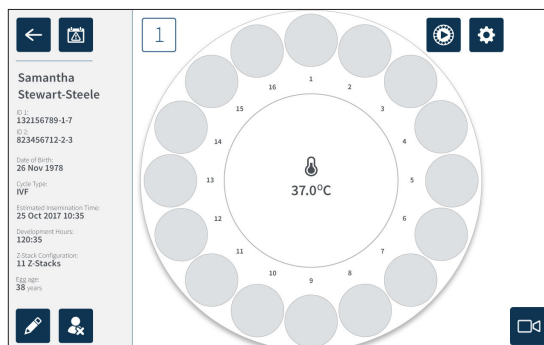 Samantha
Stewart-Steele
ID 1:
132156789-1-7
ID 2:
823456712-2-3
Date of Birth:
26 Nov 1978
Cycle Type:
IVF
Estimated Insemination Time:
25 Oct 2017 10:35
Development Hours:
120:35
Z-Stack Configuration:
11 Z-Stacks
Egg age:
38 years
1
1
2
3
4
5
6
7
8
9
10
11
12
13
14
15
16
37.0°C